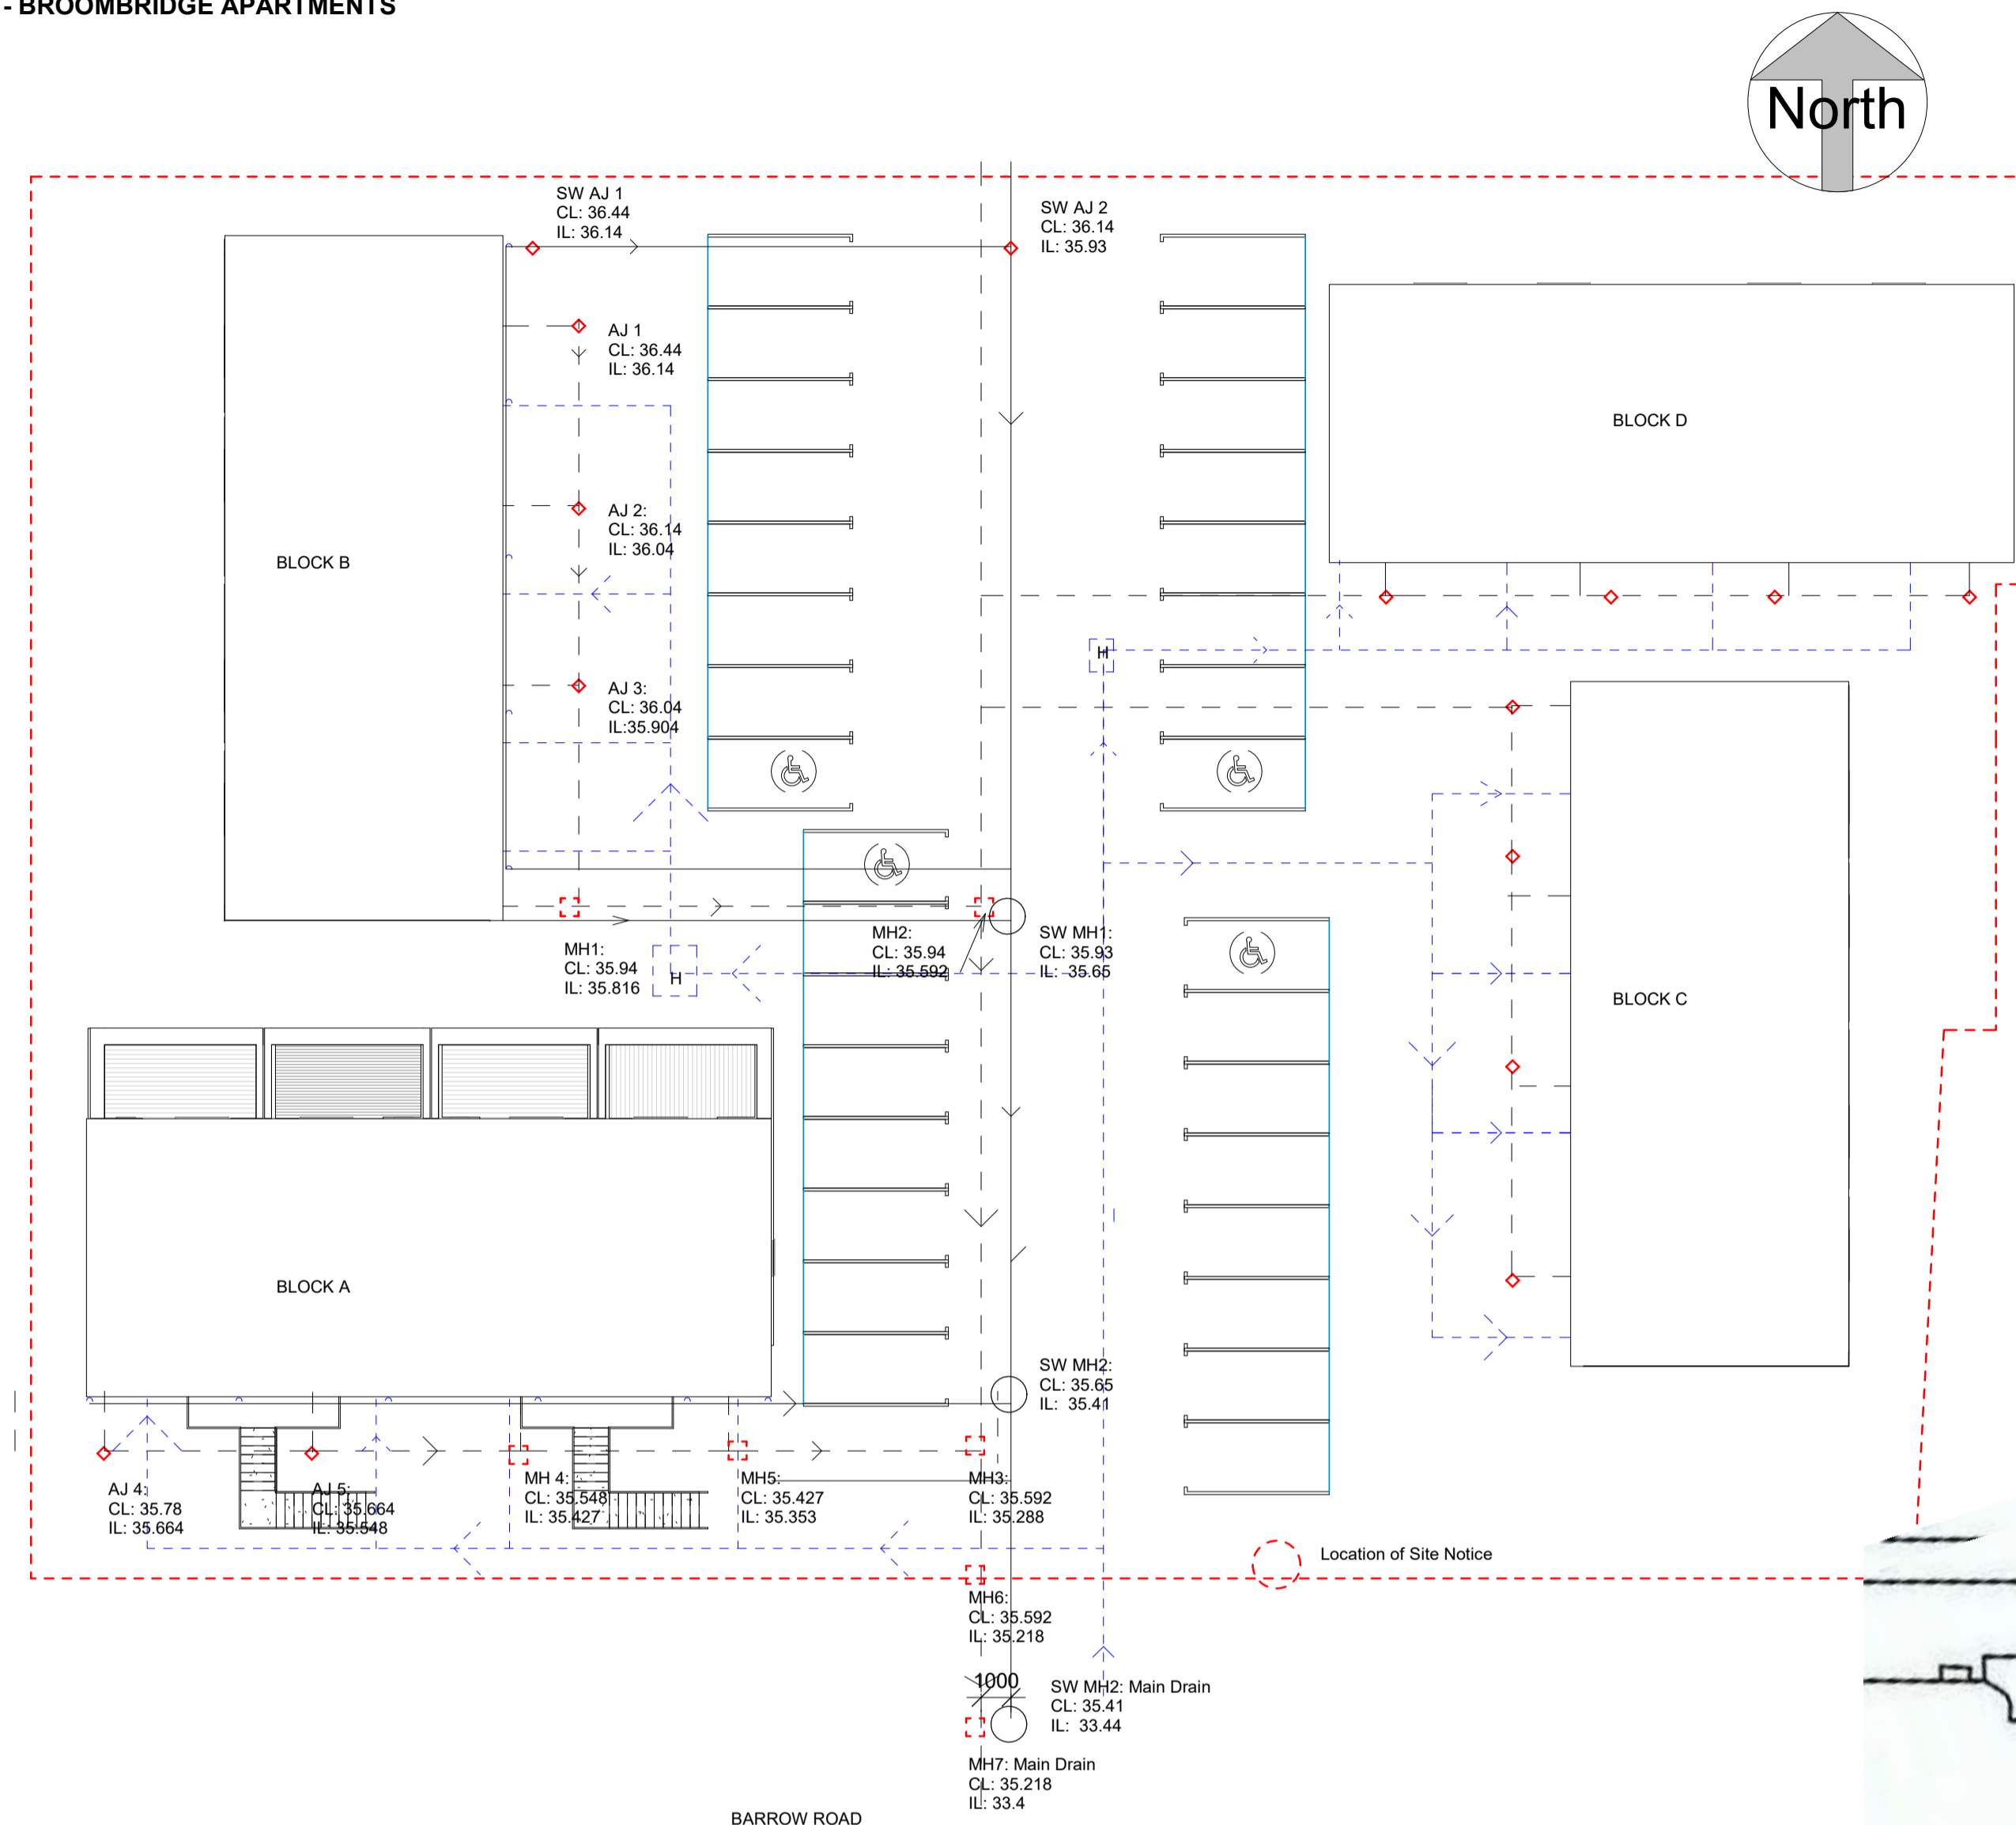 - BROOMBRIDGE APARTMENTS
North
SW AJ 1
CL: 36.44
IL: 36.14
SW AJ 2
CL: 36.14
IL: 35.93
AJ 1
CL: 36.44
IL: 36.14
BLOCK D
AJ 2:
CL: 36.14
IL: 36.04
BLOCK B
H
AJ 3:
CL: 36.04
IL:35.904
MH1:
CL: 35.94
IL: 35.816
H
MH2:
CL: 35.94
IL: 35.592
SW MH1:
CL: 35.93
IL: 35.65
BLOCK C
BLOCK A
SW MH2:
CL: 35.65
IL: 35.41
AJ 4:
CL: 35.78
IL: 35.664
AJ 5:
CL: 35.664
IL: 35.548
MH 4:
CL: 35.548
IL: 35.427
MH5:
CL: 35.427
IL: 35.353
MH3:
CL: 35.592
IL: 35.288
Location of Site Notice
MH6:
CL: 35.592
IL: 35.218
1000
SW MH2: Main Drain
CL: 35.41
IL: 33.44
MH7: Main Drain
CL: 35.218
IL: 33.4
BARROW ROAD